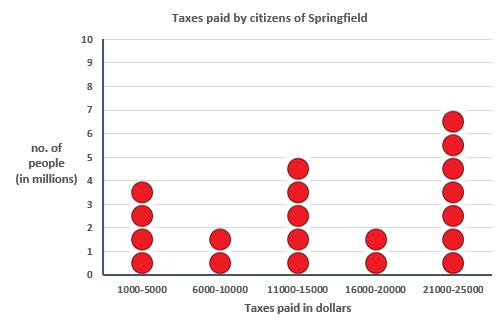 Taxes paid by citizens of Springfield
10
9
8
7
6
5
4
3
2
1
0
no. of
people
(in millions)
1000-5000 6000-10000 11000-15000 16000-20000 21000-25000
Taxes paid in dollars